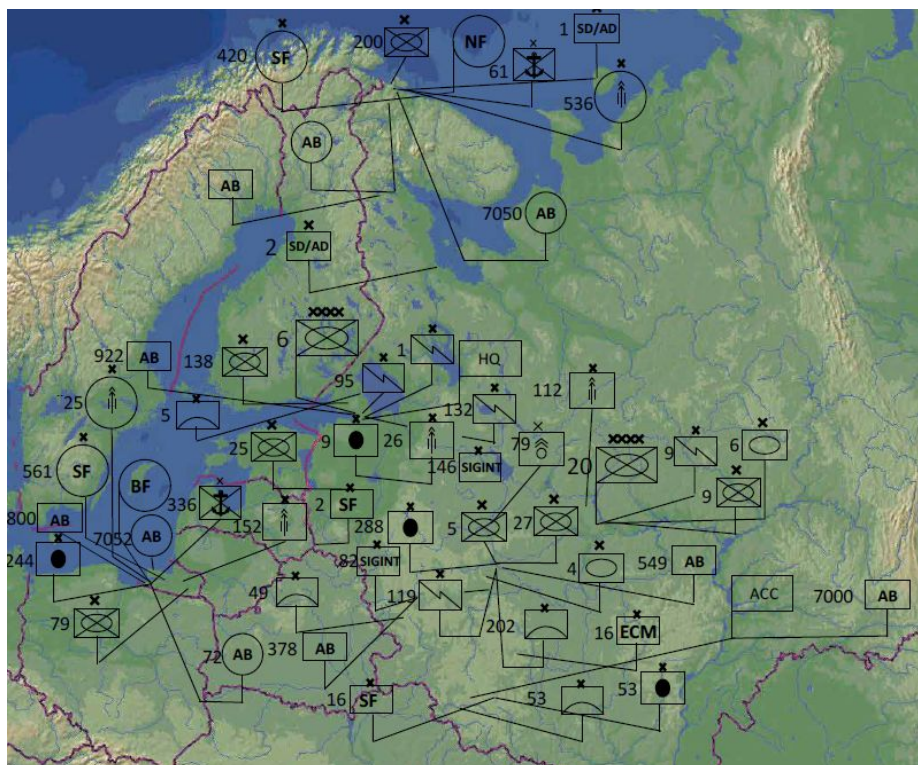 420
SF
200
NF
61
1
SD/AD
536
AB
AB
7050
AB
2
SD/AD
922
AB
138
6
xxxx
95
1
HQ
25
5
132
112
25
9
26
146
SIGINT
79
20
xxxx
9
6
9
561
SF
BF
336
152
2
SF
288
5
27
800
AB
7052
AB
244
82
SIGINT
4
549
AB
49
119
ACC
7000
AB
79
202
16
ECM
72
AB
378
AB
16
SF
53
53